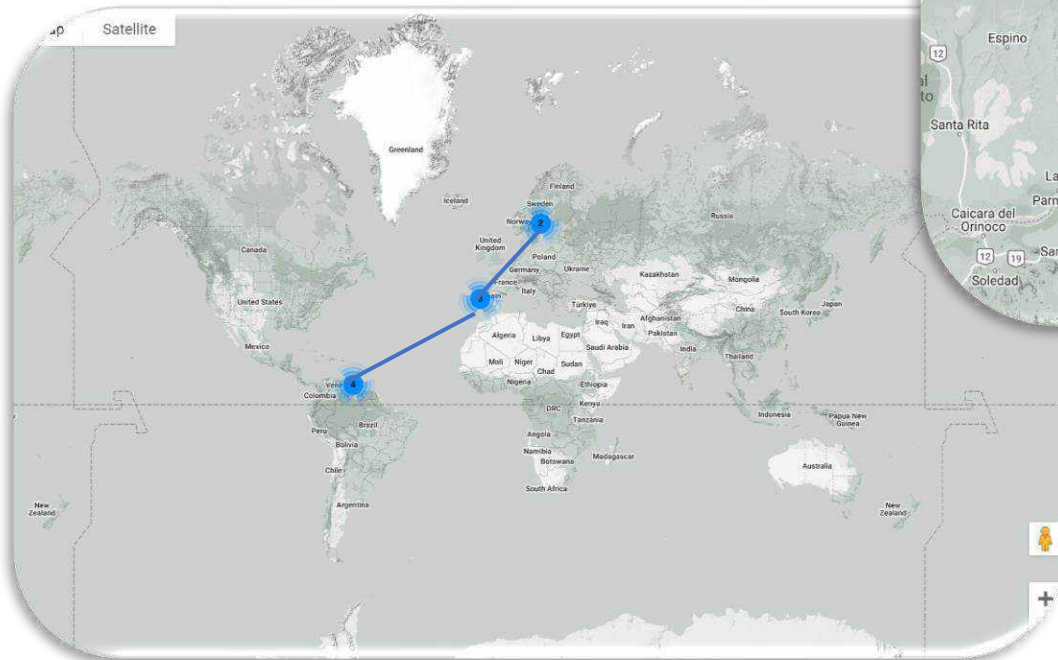 Satellite
Espino
12
Santa Rita
Caicara del
Orinoco
12
19
Soledad
Greenland
Iceland
Finland
Sweden
Norway
2
Russia
United
Kingdom
Poland
Germany
Ukraine
France
Italy
Kazakhstan
Mongolia
Canada
United States
Türkiye
China
Japan
South Korea
Afghanistan
Iraq
Iran
Pakistan
Algeria
Libya
Egypt
Saudi Arabia
Mexico
India
Mali
Niger
Chad
Sudan
Thailand
Nigeria
Ethiopia
4
Colombia
Kenya
DRC
Indonesia
Papua New
Guinea
Tanzania
Peru
Brazil
Angola
Bolivia
Namibia
Botswana
Madagascar
Chile
Australia
South Africa
Argentina
New
Zealand
New
Zealand
+